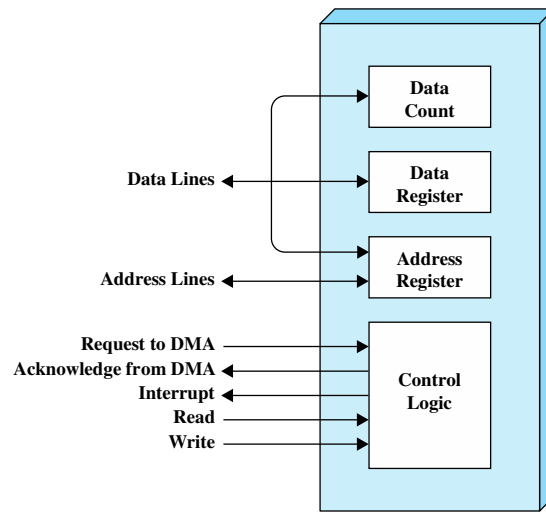 Data
Count
Data Lines
Data
Register
Address Lines
Address
Register
Request to DMA
Acknowledge from DMA
Interrupt
Read
Write
Control
Logic